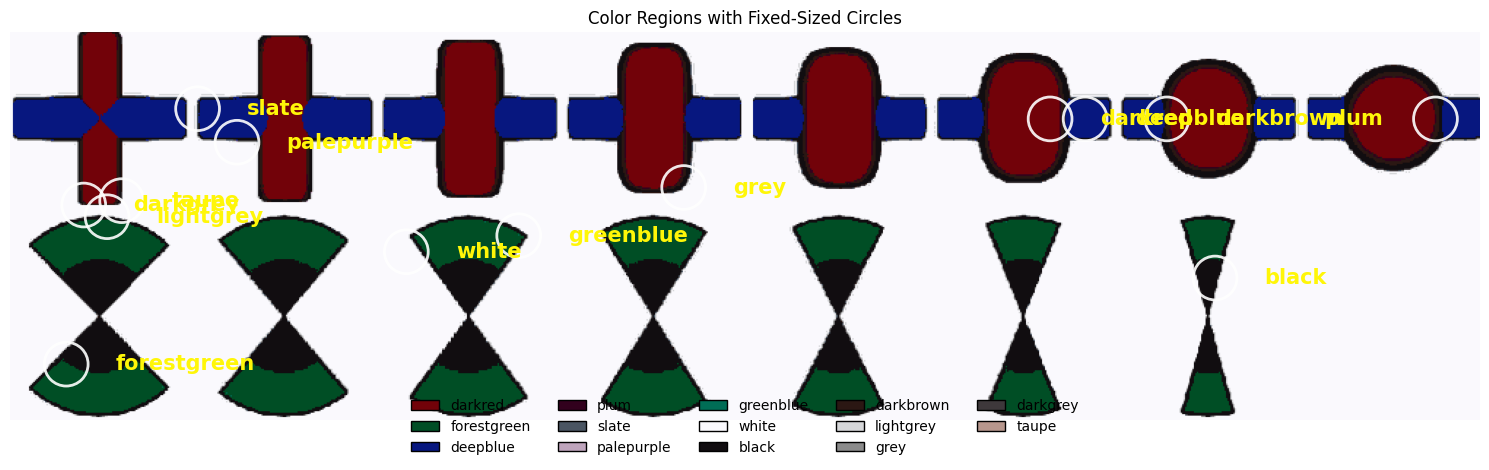 Color Regions with Fixed-Sized Circles
slate
palepurple
darkred
deepblue
darkbrown
plum
grey
taupe
darkgrey
lightgrey
greenblue
white
black
forestgreen
darkred plum greenblue darkbrown darkgrey
forestgreen slate white lightgrey taupe
deepblue palepurple black grey